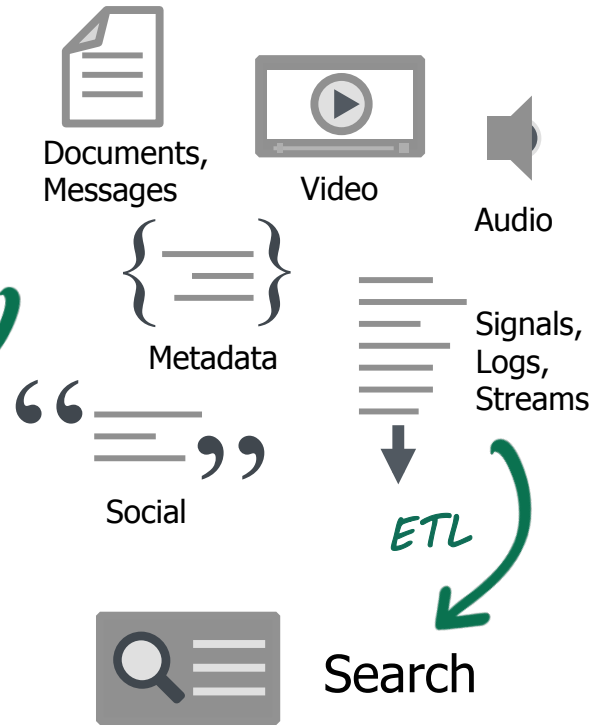 Documents,
Messages
Video
Audio
Metadata
Signals,
Logs,
Streams
Social
ETL
Search